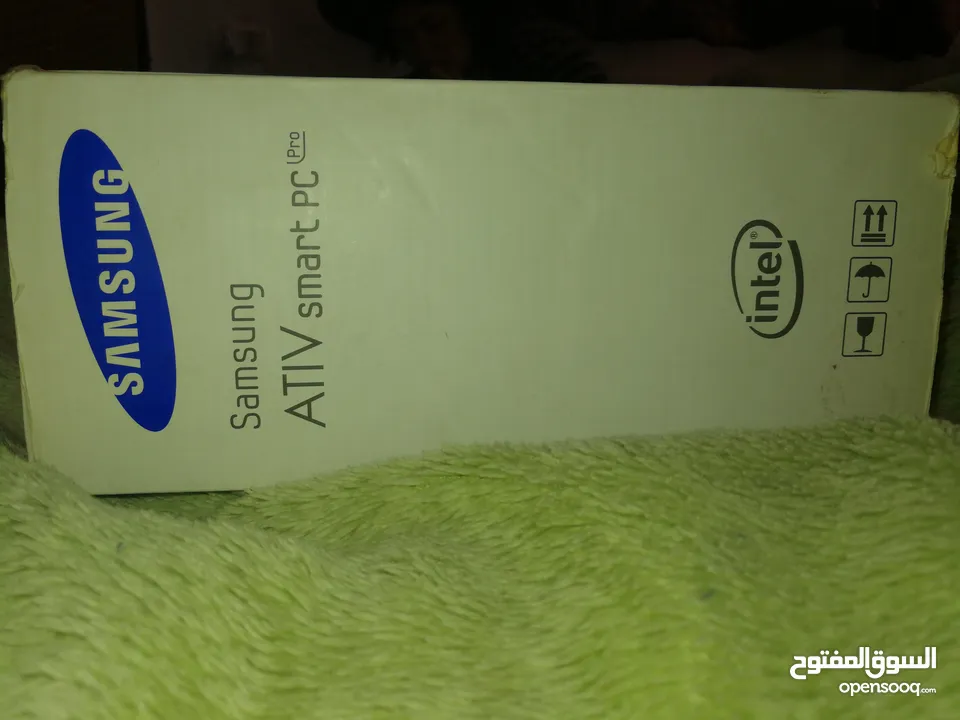 SAMSUNG
Samsung
ATIV smart PC Pro
intel®
السوق المفتوح
opensooq.com